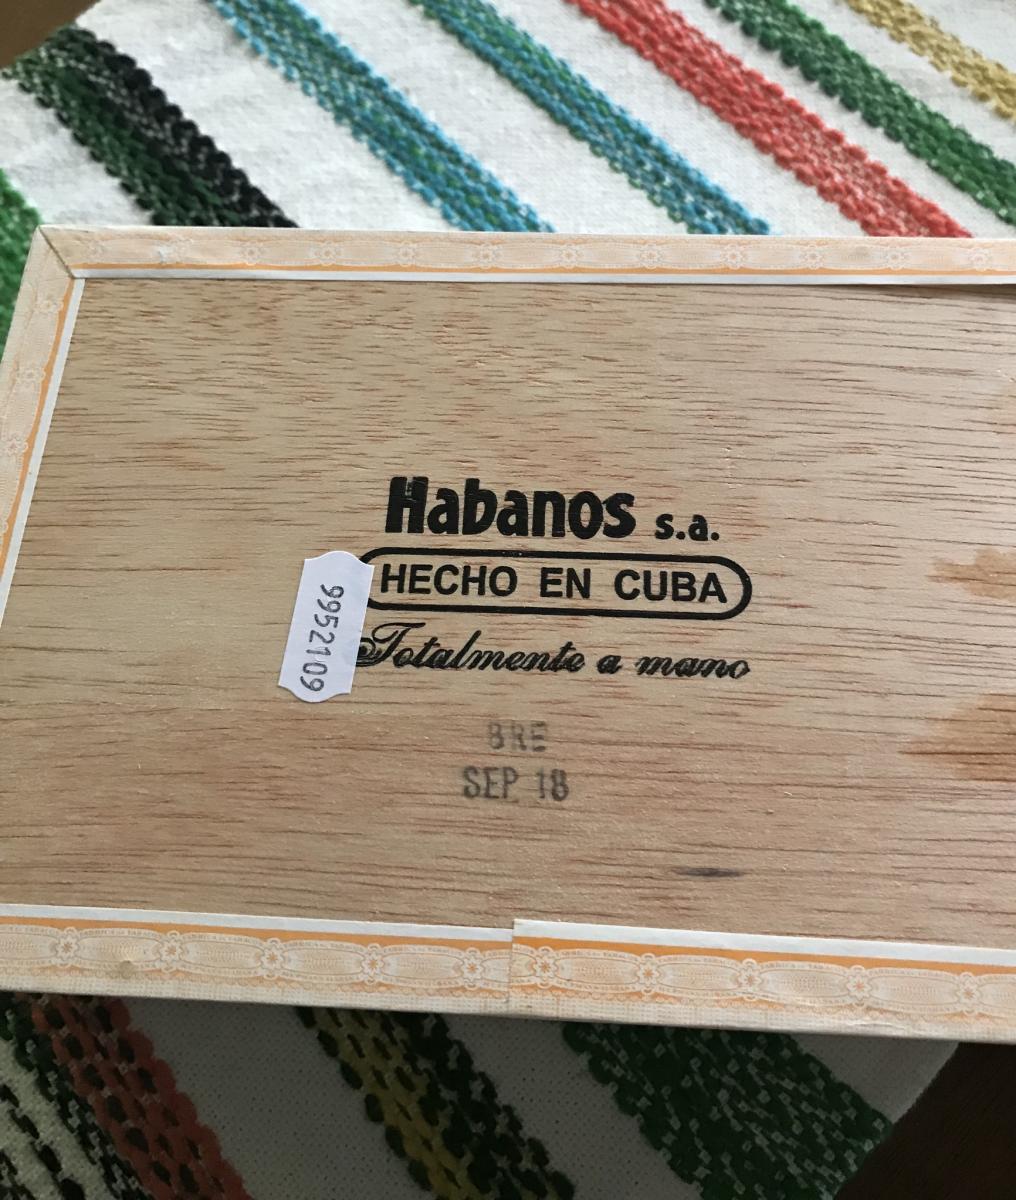 Habanos s.a.
HECHO EN CUBA
Totalmente a mano
9952109
BRE
SEP 18